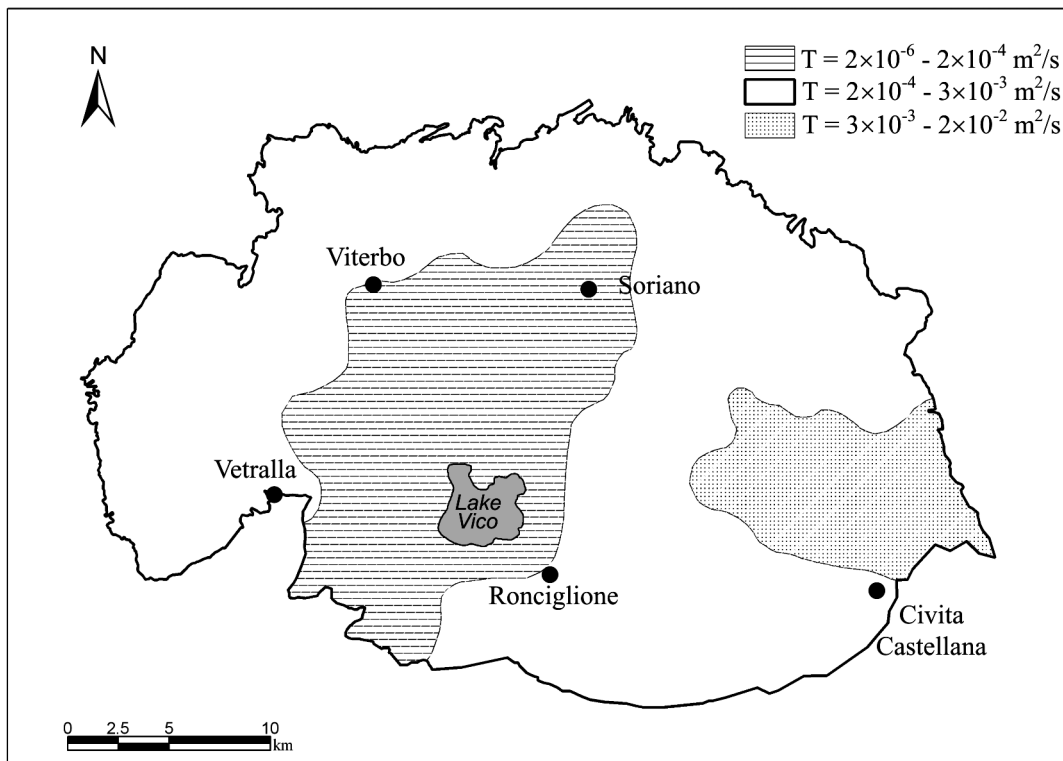 N
T = 2×10⁻⁶ - 2×10⁻⁴ m²/s
T = 2×10⁻⁴ - 3×10⁻³ m²/s
T = 3×10⁻³ - 2×10⁻² m²/s
Viterbo
Soriano
Vetralla
Lake
Vico
Ronciglione
Civita
Castellana
0 2.5 5 10
km